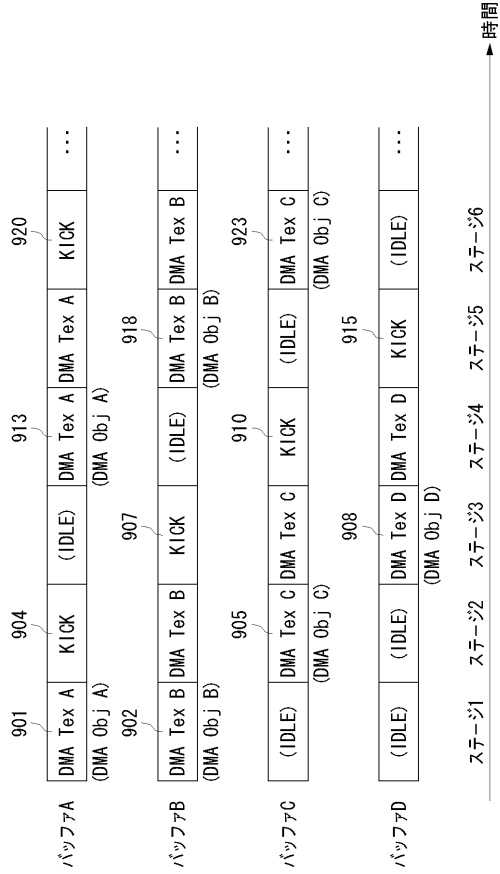 901 904 913 920
バッファA DMA Tex A KICK (IDLE) DMA Tex A DMA Tex A KICK ...
(DMA Obj A) (DMA Obj A)
902 907 918
バッファB DMA Tex B DMA Tex B KICK (IDLE) DMA Tex B DMA Tex B ...
(DMA Obj B) (DMA Obj B)
905 910 923
バッファC (IDLE) DMA Tex C DMA Tex C KICK (IDLE) DMA Tex C ...
(DMA Obj C) (DMA Obj C)
908 915
バッファD (IDLE) (IDLE) DMA Tex D DMA Tex D KICK (IDLE) ...
(DMA Obj D)
ステージ1 ステージ2 ステージ3 ステージ4 ステージ5 ステージ6
時間